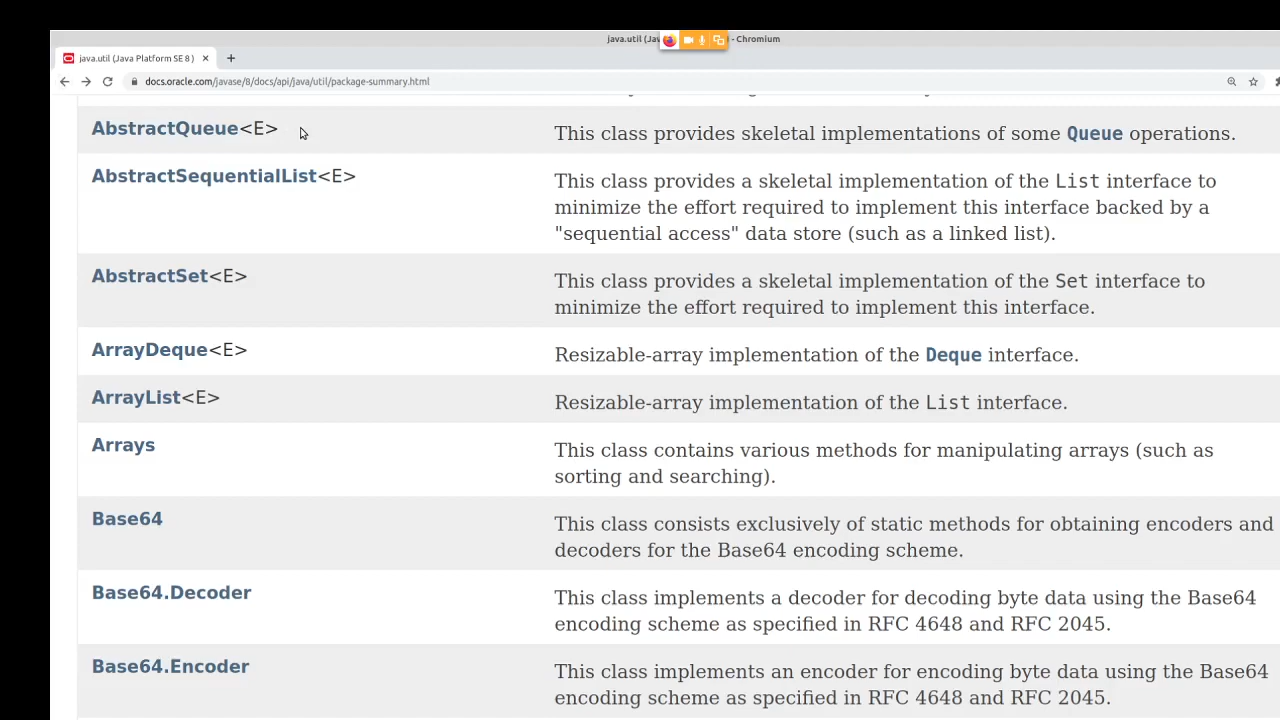 java.util (Jav - Chromium
java.util (Java Platform SE 8 )
docs.oracle.com/javase/8/docs/api/java/util/package-summary.html
AbstractQueue<E> This class provides skeletal implementations of some Queue operations.
AbstractSequentialList<E> This class provides a skeletal implementation of the List interface to
minimize the effort required to implement this interface backed by a
"sequential access" data store (such as a linked list).
AbstractSet<E> This class provides a skeletal implementation of the Set interface to
minimize the effort required to implement this interface.
ArrayDeque<E> Resizable-array implementation of the Deque interface.
ArrayList<E> Resizable-array implementation of the List interface.
Arrays This class contains various methods for manipulating arrays (such as
sorting and searching).
Base64 This class consists exclusively of static methods for obtaining encoders and
decoders for the Base64 encoding scheme.
Base64.Decoder This class implements a decoder for decoding byte data using the Base64
encoding scheme as specified in RFC 4648 and RFC 2045.
Base64.Encoder This class implements an encoder for encoding byte data using the Base64
encoding scheme as specified in RFC 4648 and RFC 2045.